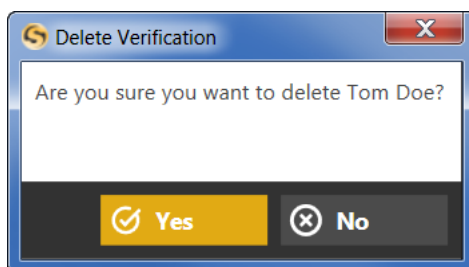 Delete Verification
Are you sure you want to delete Tom Doe?
Yes
No